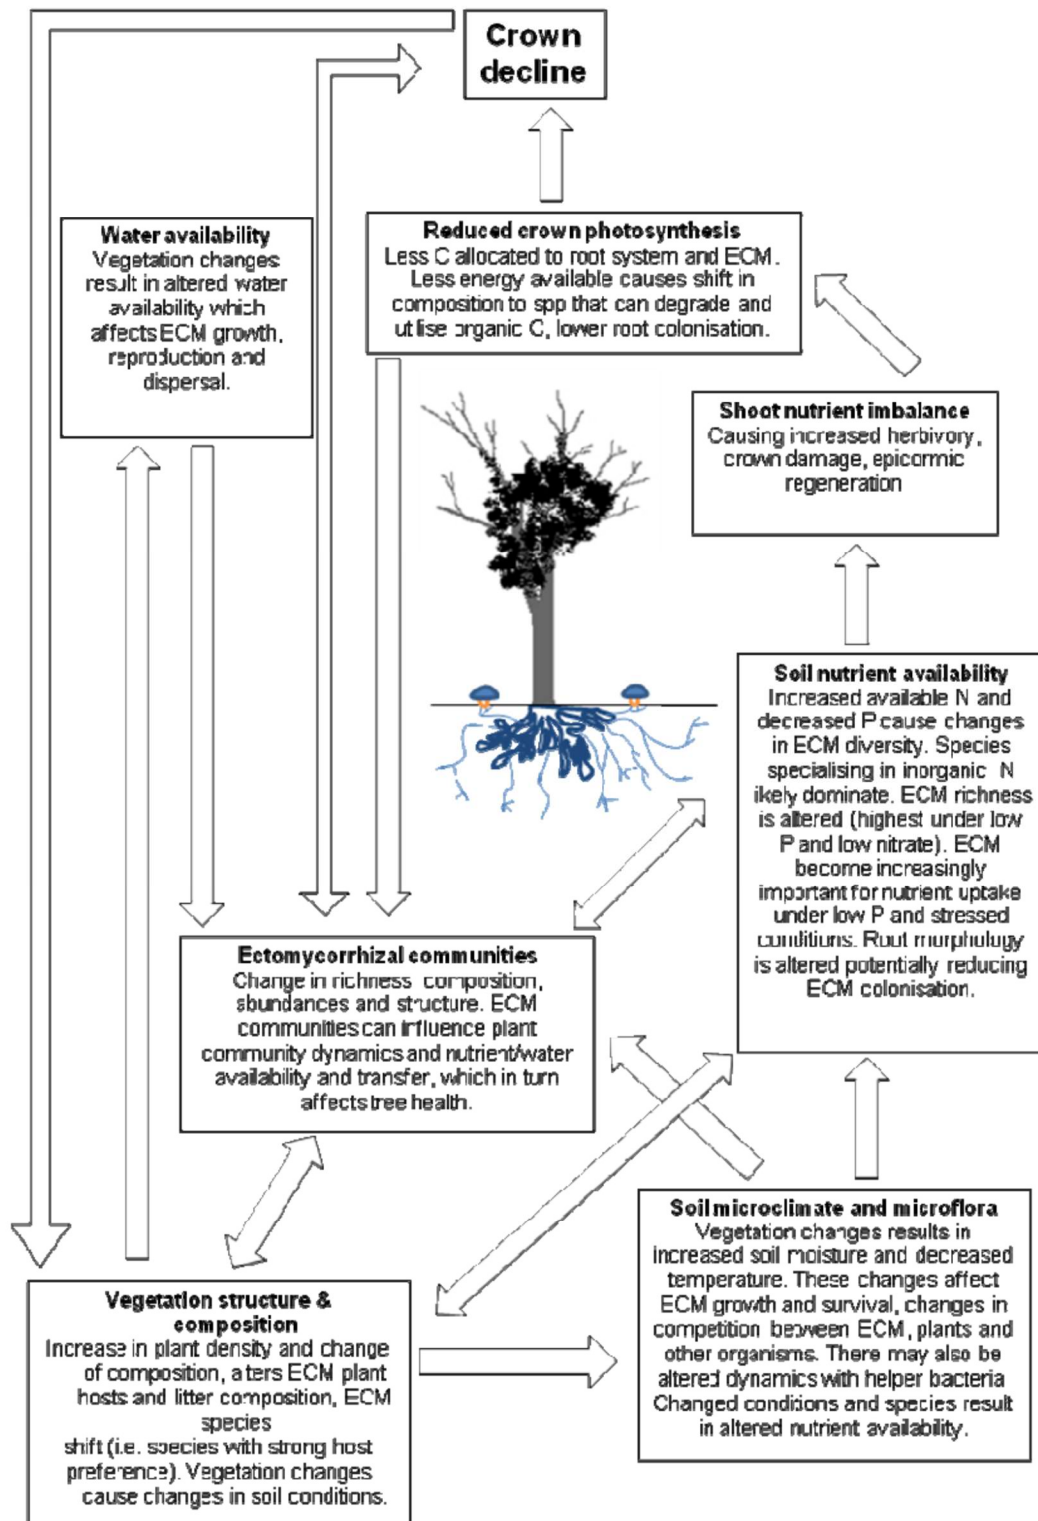 Crown
decline
Water availability
Vegetation changes
result in altered water
availability which
affects ECM growth,
reproduction and
dispersal.
Reduced crown photosynthesis
Less C allocated to root system and ECM.
Less energy available causes shift in
composition to spp that can degrade and
utilise organic C, lower root colonisation.
Shoot nutrient imbalance
Causing increased herbivory,
crown damage, epicormic
regeneration
Soil nutrient availability
Increased available N and
decreased P cause changes
in ECM diversity. Species
specialising in inorganic N
ikely dominate. ECM richness
is altered (highest under low
P and low nitrate). ECM
become increasingly
important for nutrient uptake
under low P and stressed
conditions. Root morphology
is altered potentially reducing
ECM colonisation.
Ectomycorrhizal communities
Change in richness, composition,
abundances and structure. ECM
communities can influence plant
community dynamics and nutrient/water
availability and transfer, which in turn
affects tree health.
Soil microclimate and microflora
Vegetation changes results in
increased soil moisture and decreased
temperature. These changes affect
ECM growth and survival, changes in
competition between ECM, plants and
other organisms. There may also be
altered dynamics with helper bacteria
Changed conditions and species result
in altered nutrient availability.
Vegetation structure &
composition
Increase in plant density and change
of composition, alters ECM plant
hosts and litter composition, ECM
species
shift (i.e. species with strong host
preference). Vegetation changes
cause changes in soil conditions.